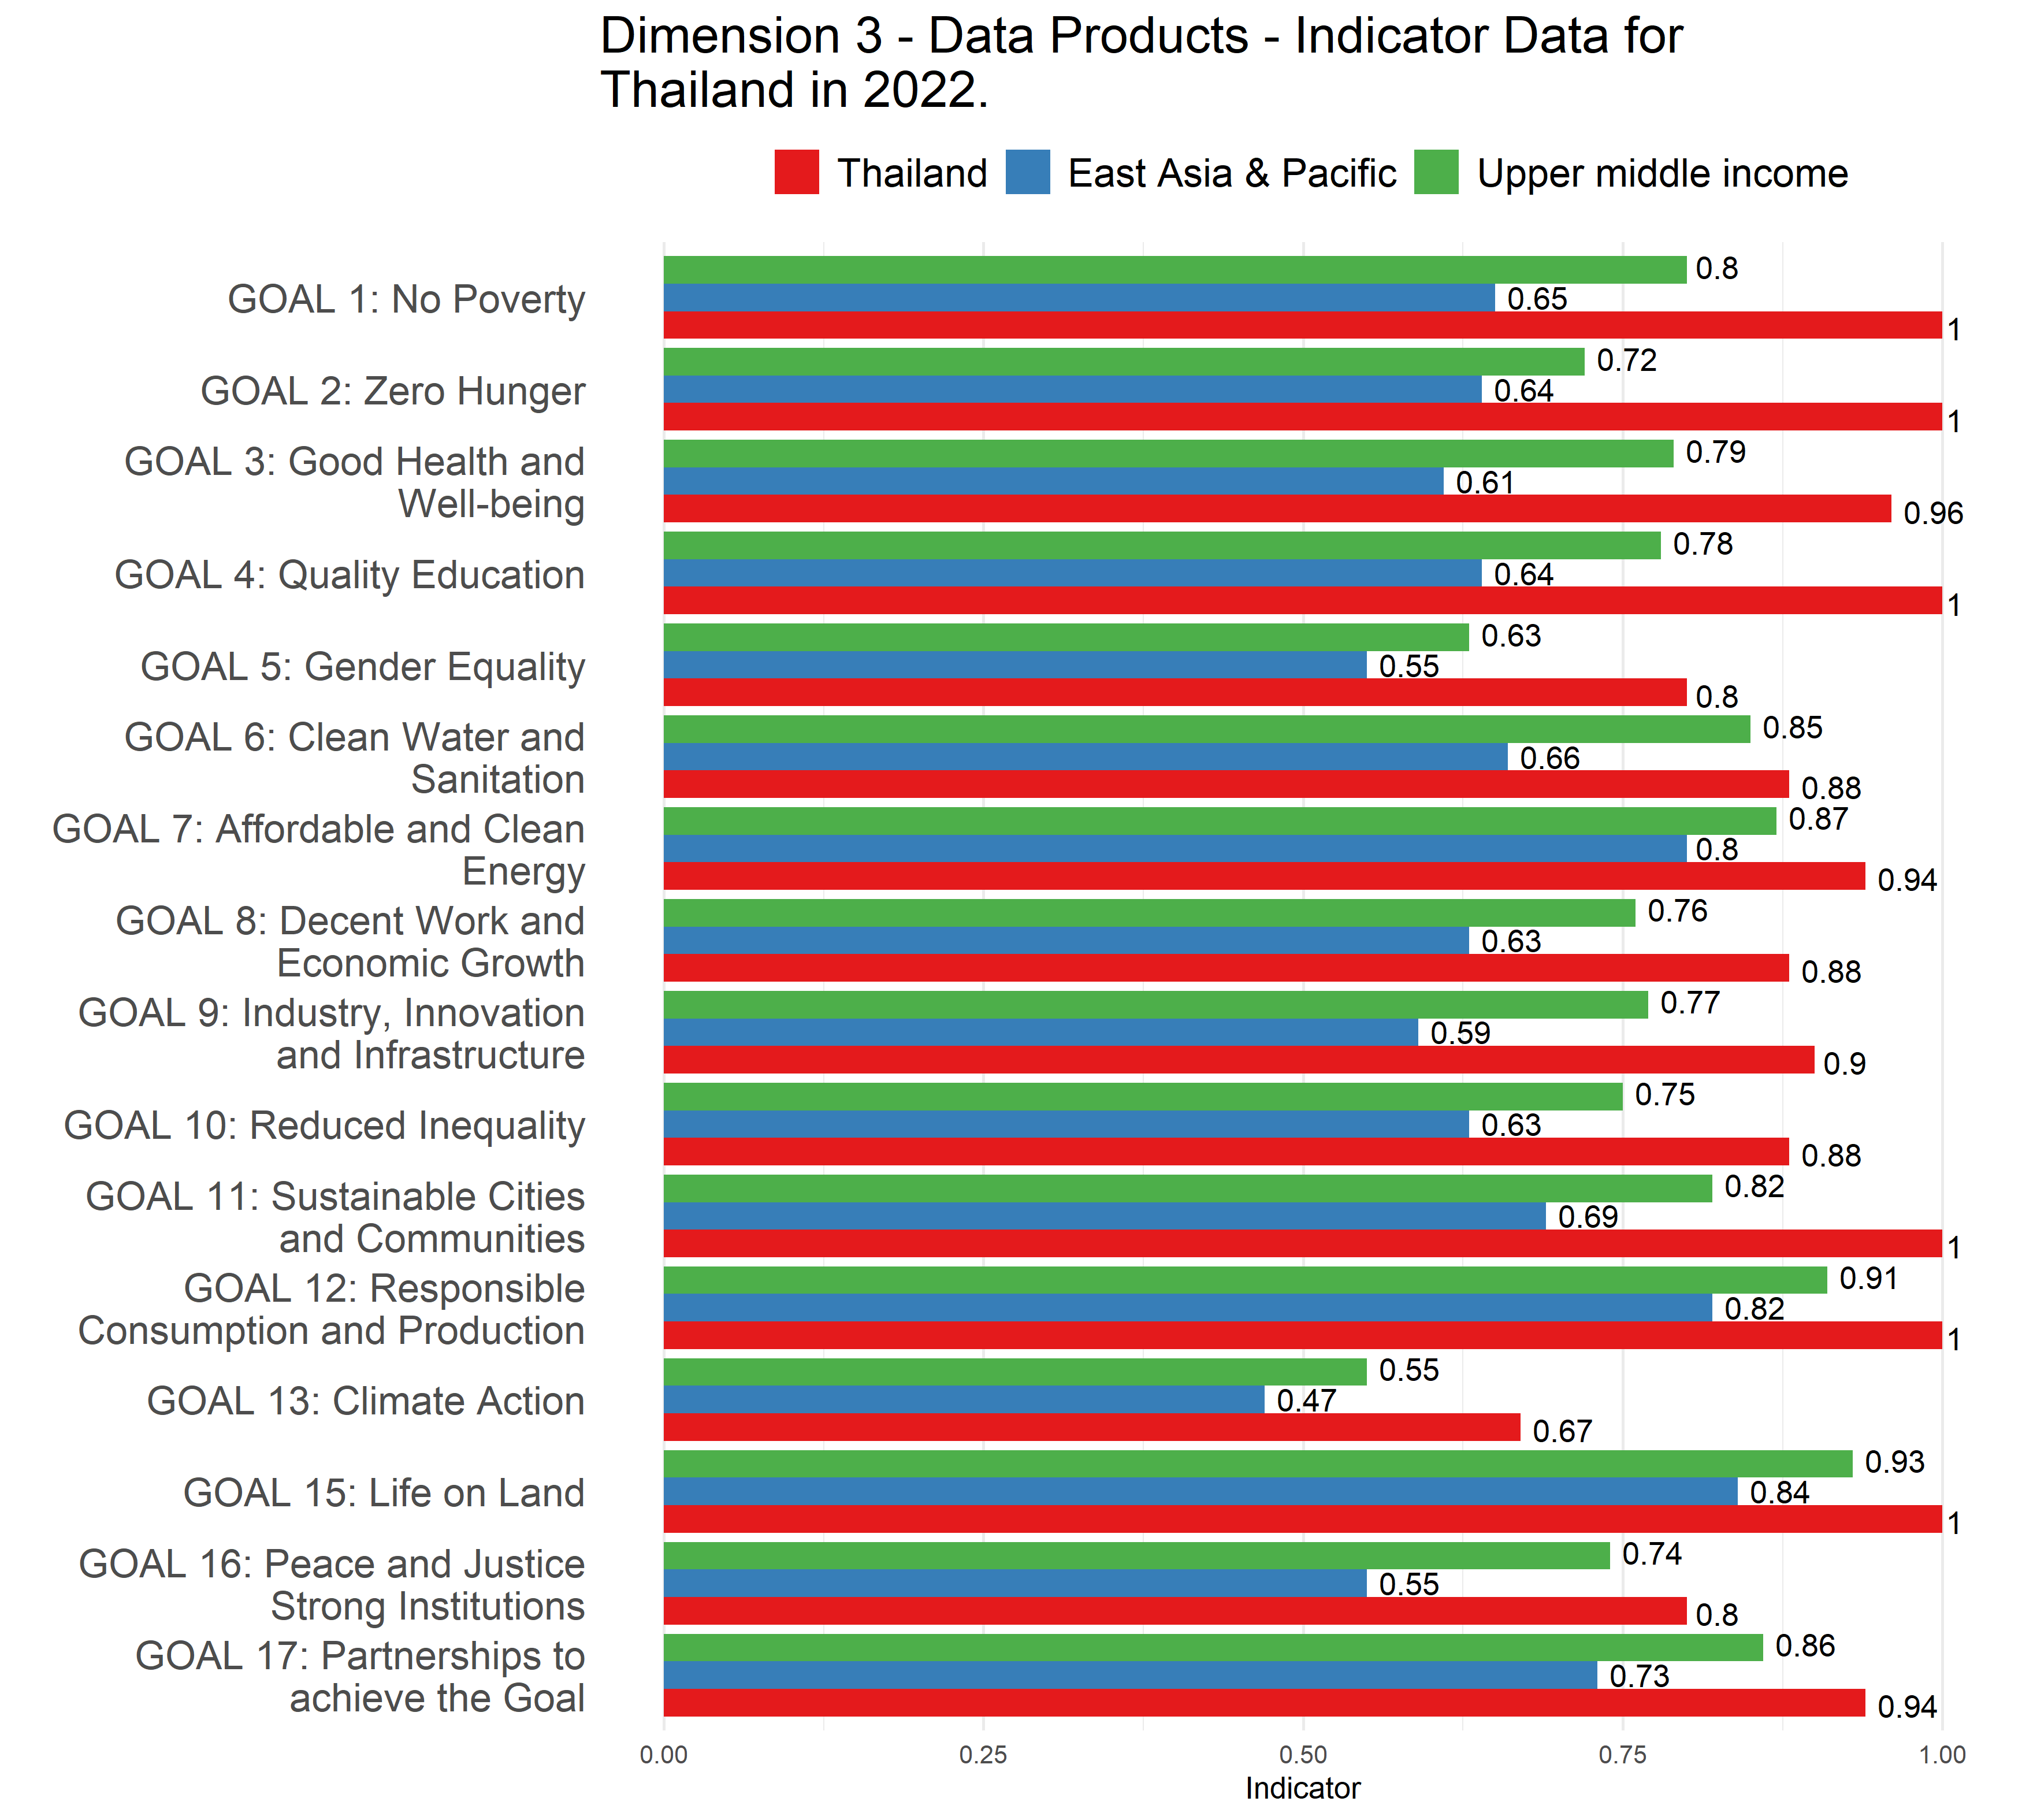 Dimension 3 - Data Products - Indicator Data for
Thailand in 2022.
Thailand
East Asia & Pacific
Upper middle income
GOAL 1: No Poverty
0.8
0.65
1
GOAL 2: Zero Hunger
0.72
0.64
1
GOAL 3: Good Health and
Well-being
0.79
0.61
0.96
GOAL 4: Quality Education
0.78
0.64
1
GOAL 5: Gender Equality
0.63
0.55
0.8
GOAL 6: Clean Water and
Sanitation
0.85
0.66
0.88
GOAL 7: Affordable and Clean
Energy
0.87
0.8
0.94
GOAL 8: Decent Work and
Economic Growth
0.76
0.63
0.88
GOAL 9: Industry, Innovation
and Infrastructure
0.77
0.59
0.9
GOAL 10: Reduced Inequality
0.75
0.63
0.88
GOAL 11: Sustainable Cities
and Communities
0.82
0.69
1
GOAL 12: Responsible
Consumption and Production
0.91
0.82
1
GOAL 13: Climate Action
0.55
0.47
0.67
GOAL 15: Life on Land
0.93
0.84
1
GOAL 16: Peace and Justice
Strong Institutions
0.74
0.55
0.8
GOAL 17: Partnerships to
achieve the Goal
0.86
0.73
0.94
0.00
0.25
0.50
0.75
1.00
Indicator